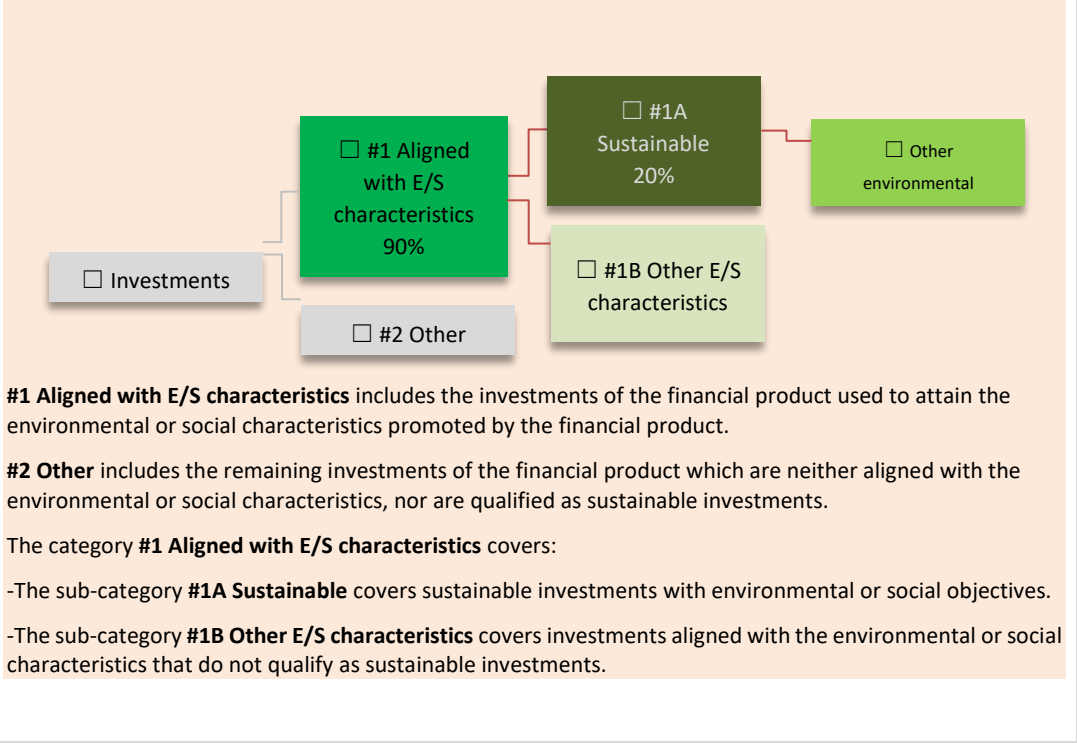 ☐ #1A
Sustainable
20%
☐ #1 Aligned
with E/S
characteristics
90%
☐ Other
environmental
☐ Investments
☐ #1B Other E/S
characteristics
☐ #2 Other
#1 Aligned with E/S characteristics includes the investments of the financial product used to attain the
environmental or social characteristics promoted by the financial product.
#2 Other includes the remaining investments of the financial product which are neither aligned with the
environmental or social characteristics, nor are qualified as sustainable investments.
The category #1 Aligned with E/S characteristics covers:
-The sub-category #1A Sustainable covers sustainable investments with environmental or social objectives.
-The sub-category #1B Other E/S characteristics covers investments aligned with the environmental or social
characteristics that do not qualify as sustainable investments.